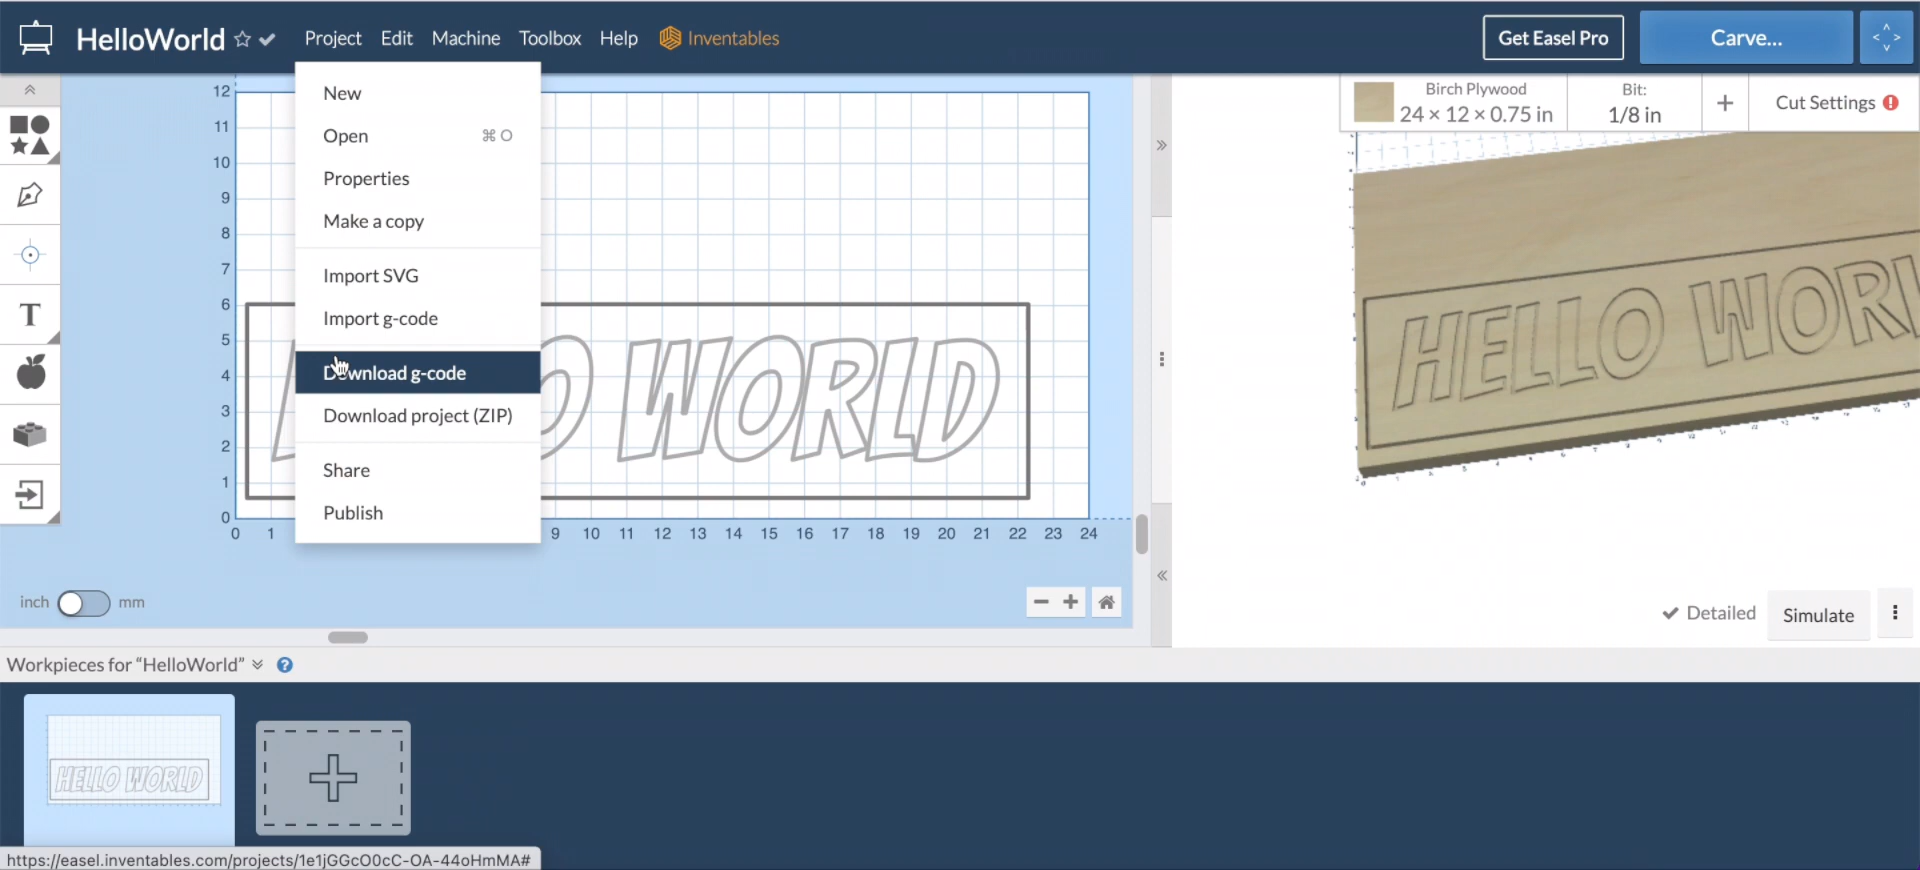 HelloWorld
Project Edit Machine Toolbox Help Inventables
Get Easel Pro
Carve...
New
Open ⌘ O
Properties
Make a copy
Import SVG
Import g-code
Download g-code
Download project (ZIP)
Share
Publish
12
11
10
9
8
7
6
5
4
3
2
1
0
0 1 9 10 11 12 13 14 15 16 17 18 19 20 21 22 23 24
O WORLD
inch mm
T
Birch Plywood
24 × 12 × 0.75 in
Bit:
1/8 in
Cut Settings
HELLO WOR
Detailed
Simulate
Workpieces for “HelloWorld” ?
HELLO WORLD
https://easel.inventables.com/projects/1e1jGGcO0cC-OA-44oHmMA#